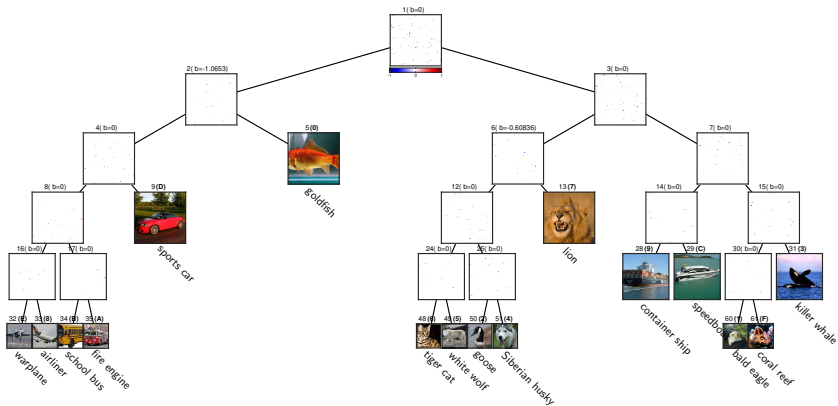 1( b=0)
-1 0 1
2( b=-1.0653)
3( b=0)
4( b=0)
5(0)
6( b=-0.60836)
7( b=0)
goldfish
8( b=0)
9(D)
12( b=0)
13(7)
14( b=0)
15( b=0)
sports car
lion
16( b=0)
17( b=0)
24( b=0)
25( b=0)
28(9)
29(C)
30( b=0)
31(3)
container ship
killer whale
32(E)
33(8)
34(B)
35(A)
48(6)
49(5)
50(2)
51(4)
60(1)
61(F)
warplane
airliner
school bus
fire engine
tiger cat
white wolf
goose
Siberian husky
bald eagle
coral reef